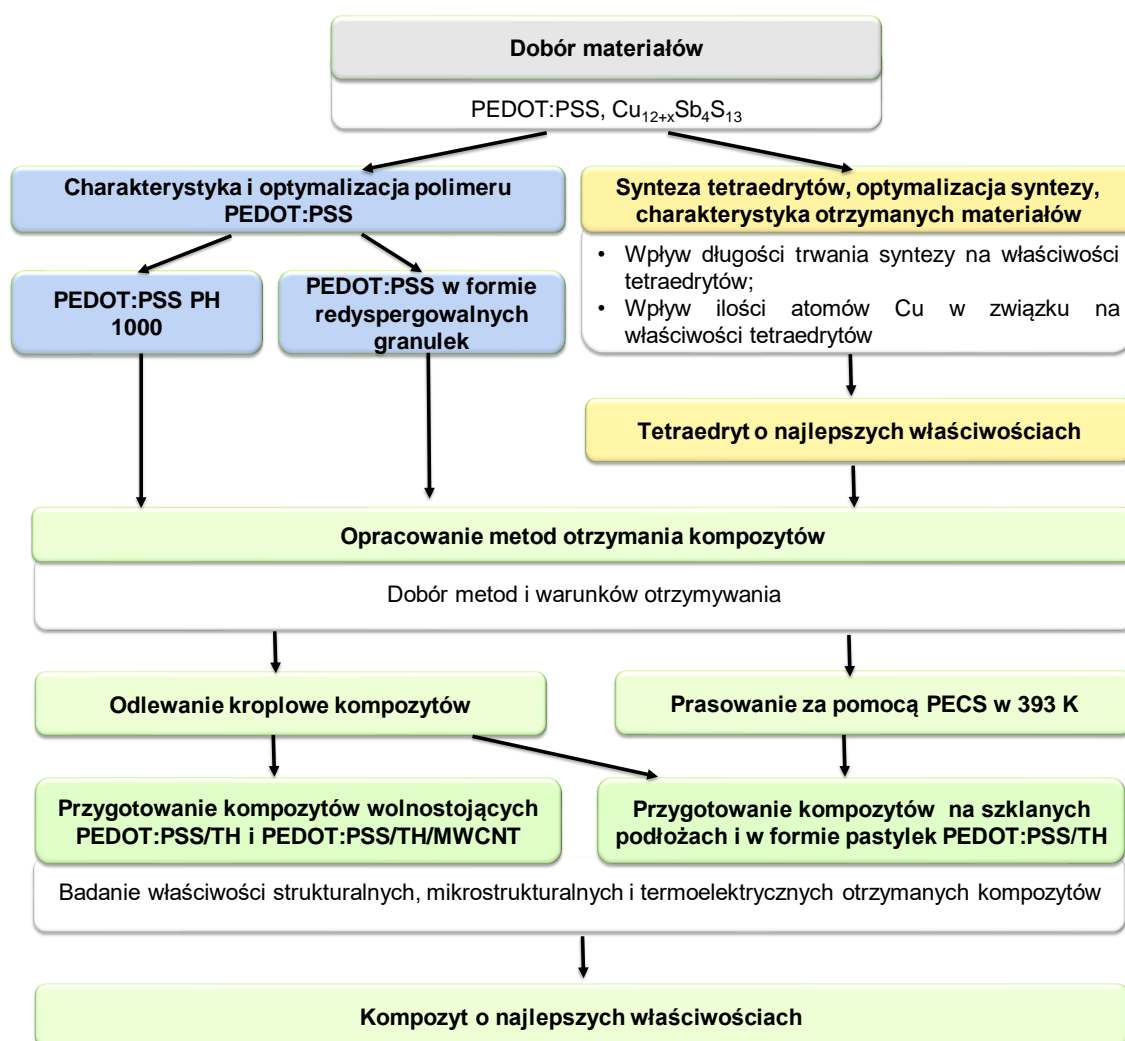 Dobór materiałów
PEDOT:PSS, Cu₁₂₊ₓSb₄S₁₃
Charakterystyka i optymalizacja polimeru
PEDOT:PSS
Synteza tetraedrytów, optymalizacja syntezy,
charakterystyka otrzymanych materiałów
• Wpływ długości trwania syntezy na właściwości
tetraedrytów;
• Wpływ ilości atomów Cu w związku na
właściwości tetraedrytów
PEDOT:PSS PH
1000
PEDOT:PSS w formie
redyspergowalnych
granulek
Tetraedryt o najlepszych właściwościach
Opracowanie metod otrzymania kompozytów
Dobór metod i warunków otrzymywania
Odlewanie kroplowe kompozytów
Prasowanie za pomocą PECS w 393 K
Przygotowanie kompozytów wolnostojących
PEDOT:PSS/TH i PEDOT:PSS/TH/MWCNT
Przygotowanie kompozytów na szklanych
podłożach i w formie pastylek PEDOT:PSS/TH
Badanie właściwości strukturalnych, mikrostrukturalnych i termoelektrycznych otrzymanych kompozytów
Kompozyt o najlepszych właściwościach